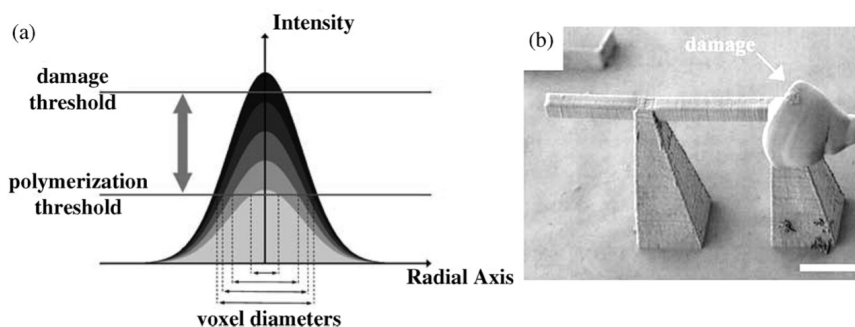 (a)
Intensity
damage
threshold
polymerization
threshold
Radial Axis
voxel diameters
(b)
damage